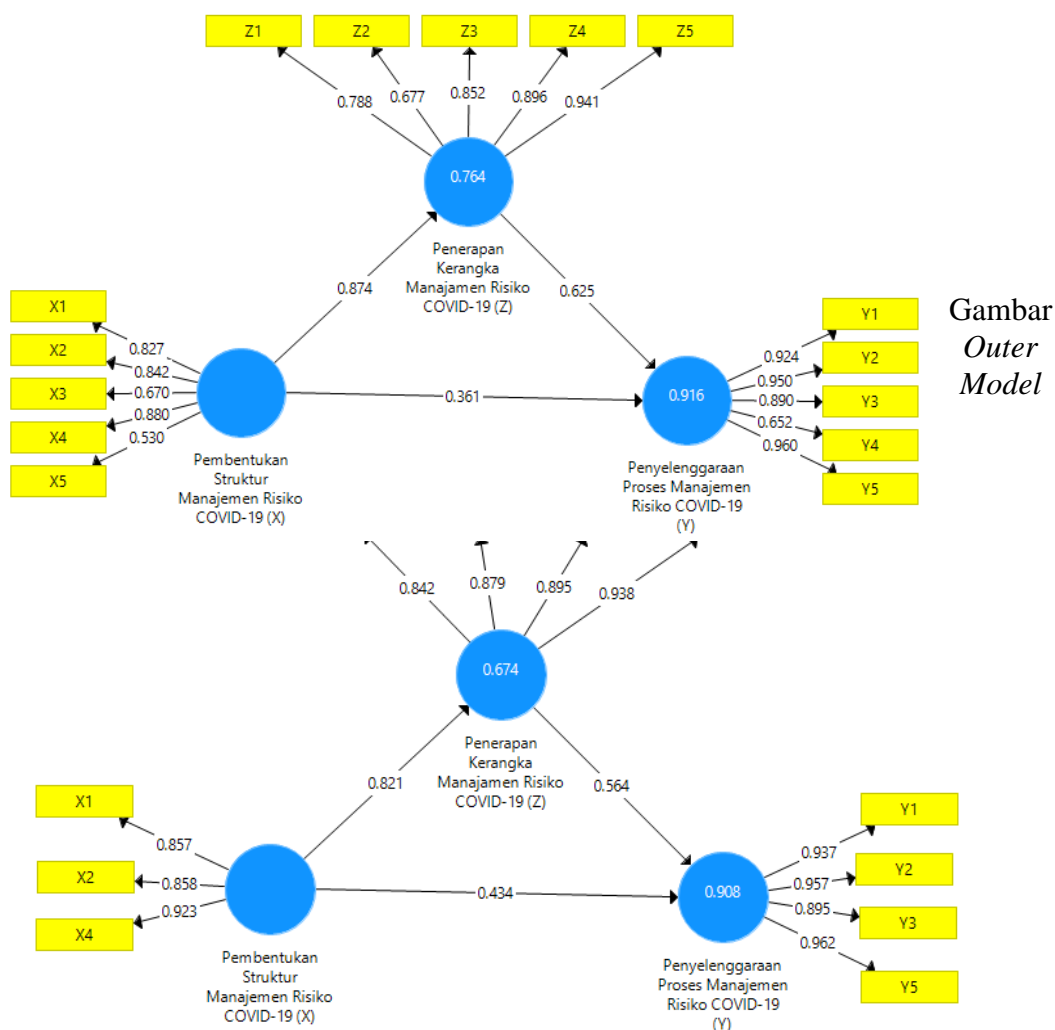 Z1 Z2 Z3 Z4 Z5
0.788 0.677 0.852 0.896 0.941
0.764
Penerapan
Kerangka
Manajamen Risiko
COVID-19 (Z)
0.874
0.625
X1
X2
X3
X4
X5
0.827
0.842
0.670
0.880
0.530
0.361
Pembentukan
Struktur
Manajemen Risiko
COVID-19 (X)
0.916
Penyelenggaraan
Proses Manajemen
Risiko COVID-19
(Y)
0.924
0.950
0.890
0.652
0.960
Y1
Y2
Y3
Y4
Y5
Gambar
Outer
Model
0.842 0.879 0.895 0.938
0.674
Penerapan
Kerangka
Manajamen Risiko
COVID-19 (Z)
0.821
0.564
X1
X2
X4
0.857
0.858
0.923
0.434
Pembentukan
Struktur
Manajemen Risiko
COVID-19 (X)
0.908
Penyelenggaraan
Proses Manajemen
Risiko COVID-19
(Y)
0.937
0.957
0.895
0.962
Y1
Y2
Y3
Y5